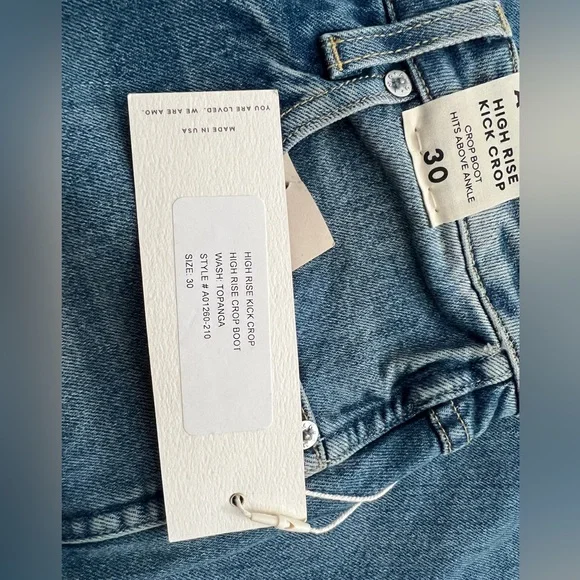 YOU ARE LOVED. WE ARE AMO.
MADE IN USA
HIGH RISE KICK CROP
HIGH RISE CROP BOOT
WASH: TOPANGA
STYLE # A01260-210
SIZE: 30
HIGH RISE
KICK CROP
CROP BOOT
HITS ABOVE ANKLE
30